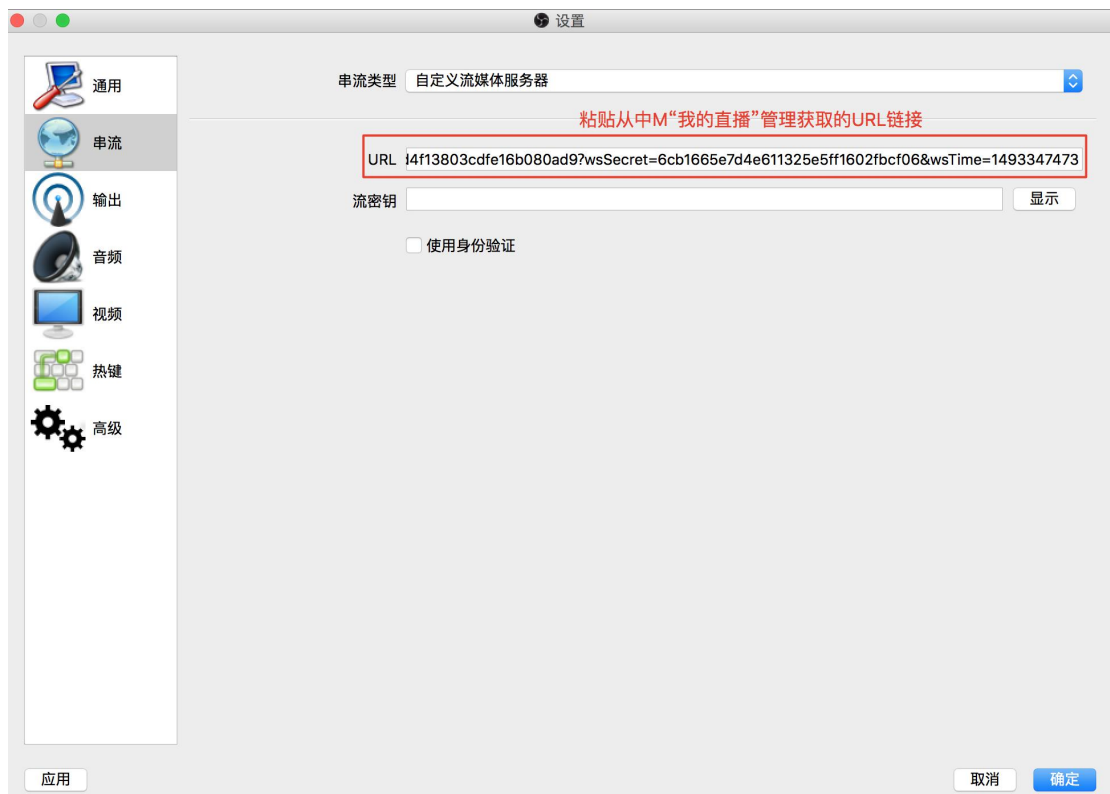 设置
通用
串流
输出
音频
视频
热键
高级
串流类型 自定义流媒体服务器
粘贴从中M“我的直播”管理获取的URL链接
URL 4f13803cdfe16b080ad9?wsSecret=6cb1665e7d4e611325e5ff1602fbcf06&wsTime=1493347473
流密钥 显示
使用身份验证
应用 取消 确定